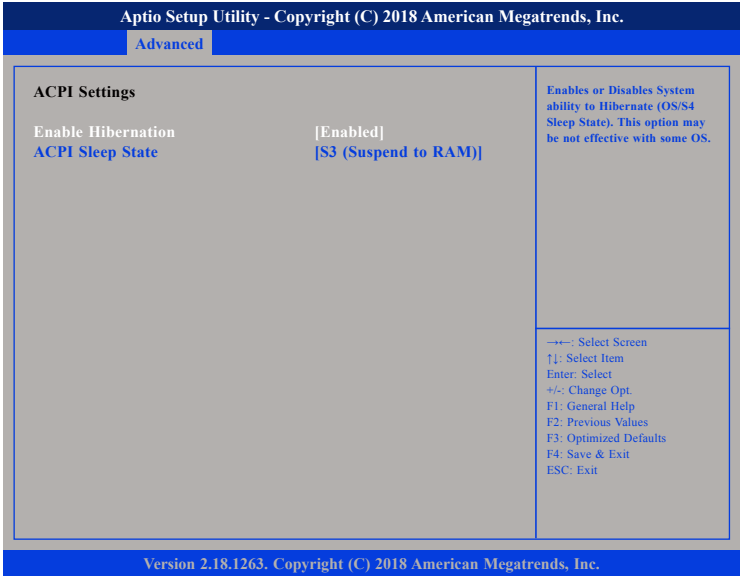 Aptio Setup Utility - Copyright (C) 2018 American Megatrends, Inc.
Advanced
ACPI Settings
Enable Hibernation [Enabled]
ACPI Sleep State [S3 (Suspend to RAM)]
Enables or Disables System
ability to Hibernate (OS/S4
Sleep State). This option may
be not effective with some OS.
→←: Select Screen
↑↓: Select Item
Enter: Select
+/-: Change Opt.
F1: General Help
F2: Previous Values
F3: Optimized Defaults
F4: Save & Exit
ESC: Exit
Version 2.18.1263. Copyright (C) 2018 American Megatrends, Inc.